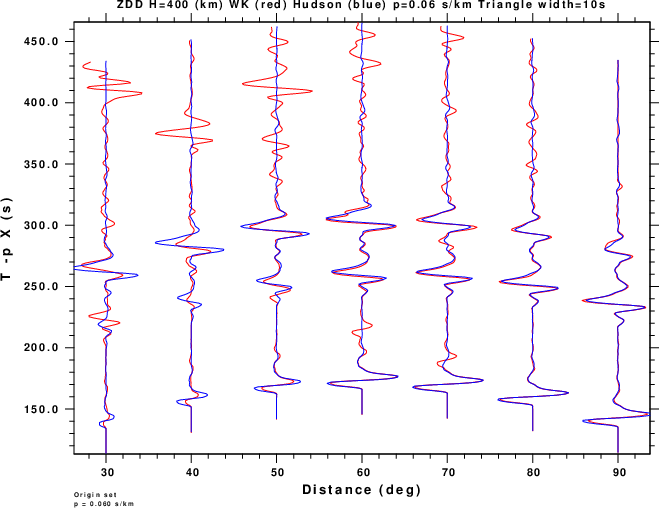 ZDD H=400 (km) WK (red) Hudson (blue) p=0.06 s/km Triangle width=10s
450.0
400.0
350.0
300.0
250.0
200.0
150.0
T -p X (s)
30 40 50 60 70 80 90
Distance (deg)
Origin set
p = 0.060 s/km